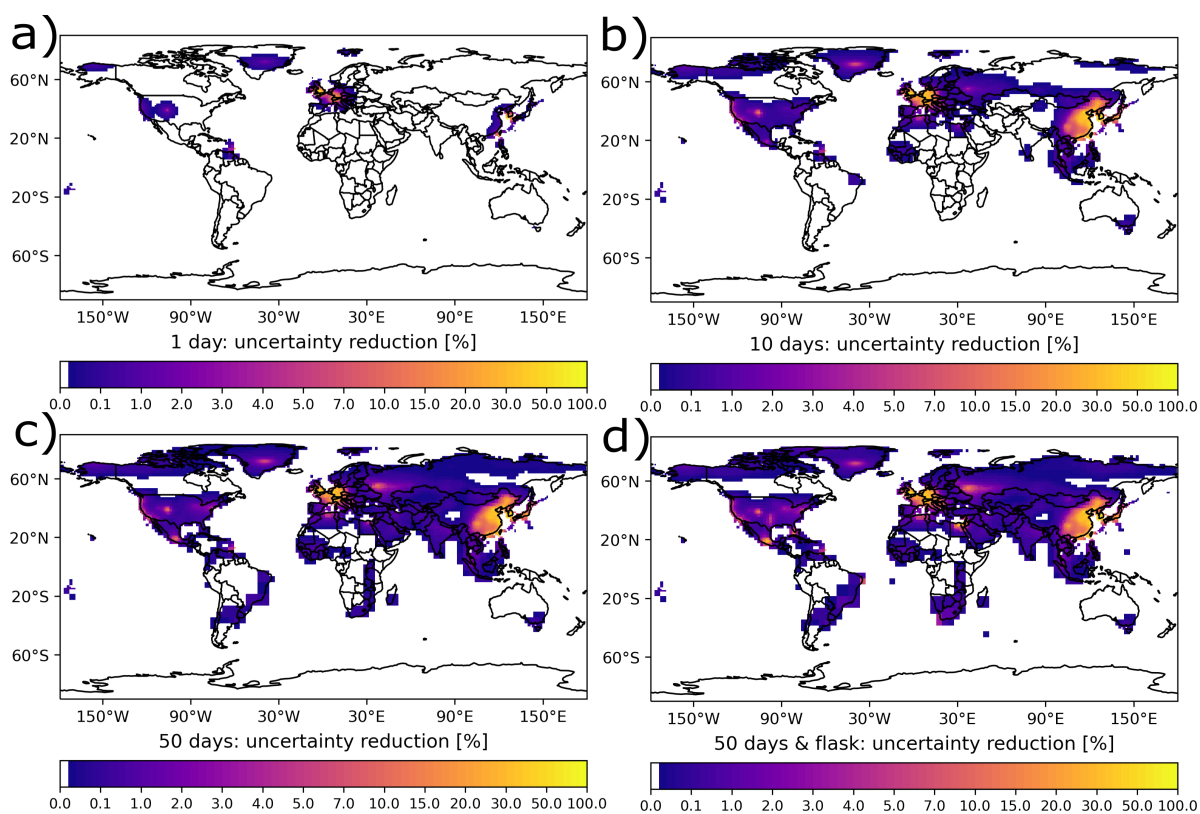 a)
60°N
20°N
20°S
60°S
150°W 90°W 30°W 30°E 90°E 150°E
1 day: uncertainty reduction [%]
0.0 0.1 1.0 2.0 3.0 4.0 5.0 7.0 10.0 15.0 20.0 30.0 50.0 100.0
b)
60°N
20°N
20°S
60°S
150°W 90°W 30°W 30°E 90°E 150°E
10 days: uncertainty reduction [%]
0.0 0.1 1.0 2.0 3.0 4.0 5.0 7.0 10.0 15.0 20.0 30.0 50.0 100.0
c)
60°N
20°N
20°S
60°S
150°W 90°W 30°W 30°E 90°E 150°E
50 days: uncertainty reduction [%]
0.0 0.1 1.0 2.0 3.0 4.0 5.0 7.0 10.0 15.0 20.0 30.0 50.0 100.0
d)
60°N
20°N
20°S
60°S
150°W 90°W 30°W 30°E 90°E 150°E
50 days & flask: uncertainty reduction [%]
0.0 0.1 1.0 2.0 3.0 4.0 5.0 7.0 10.0 15.0 20.0 30.0 50.0 100.0